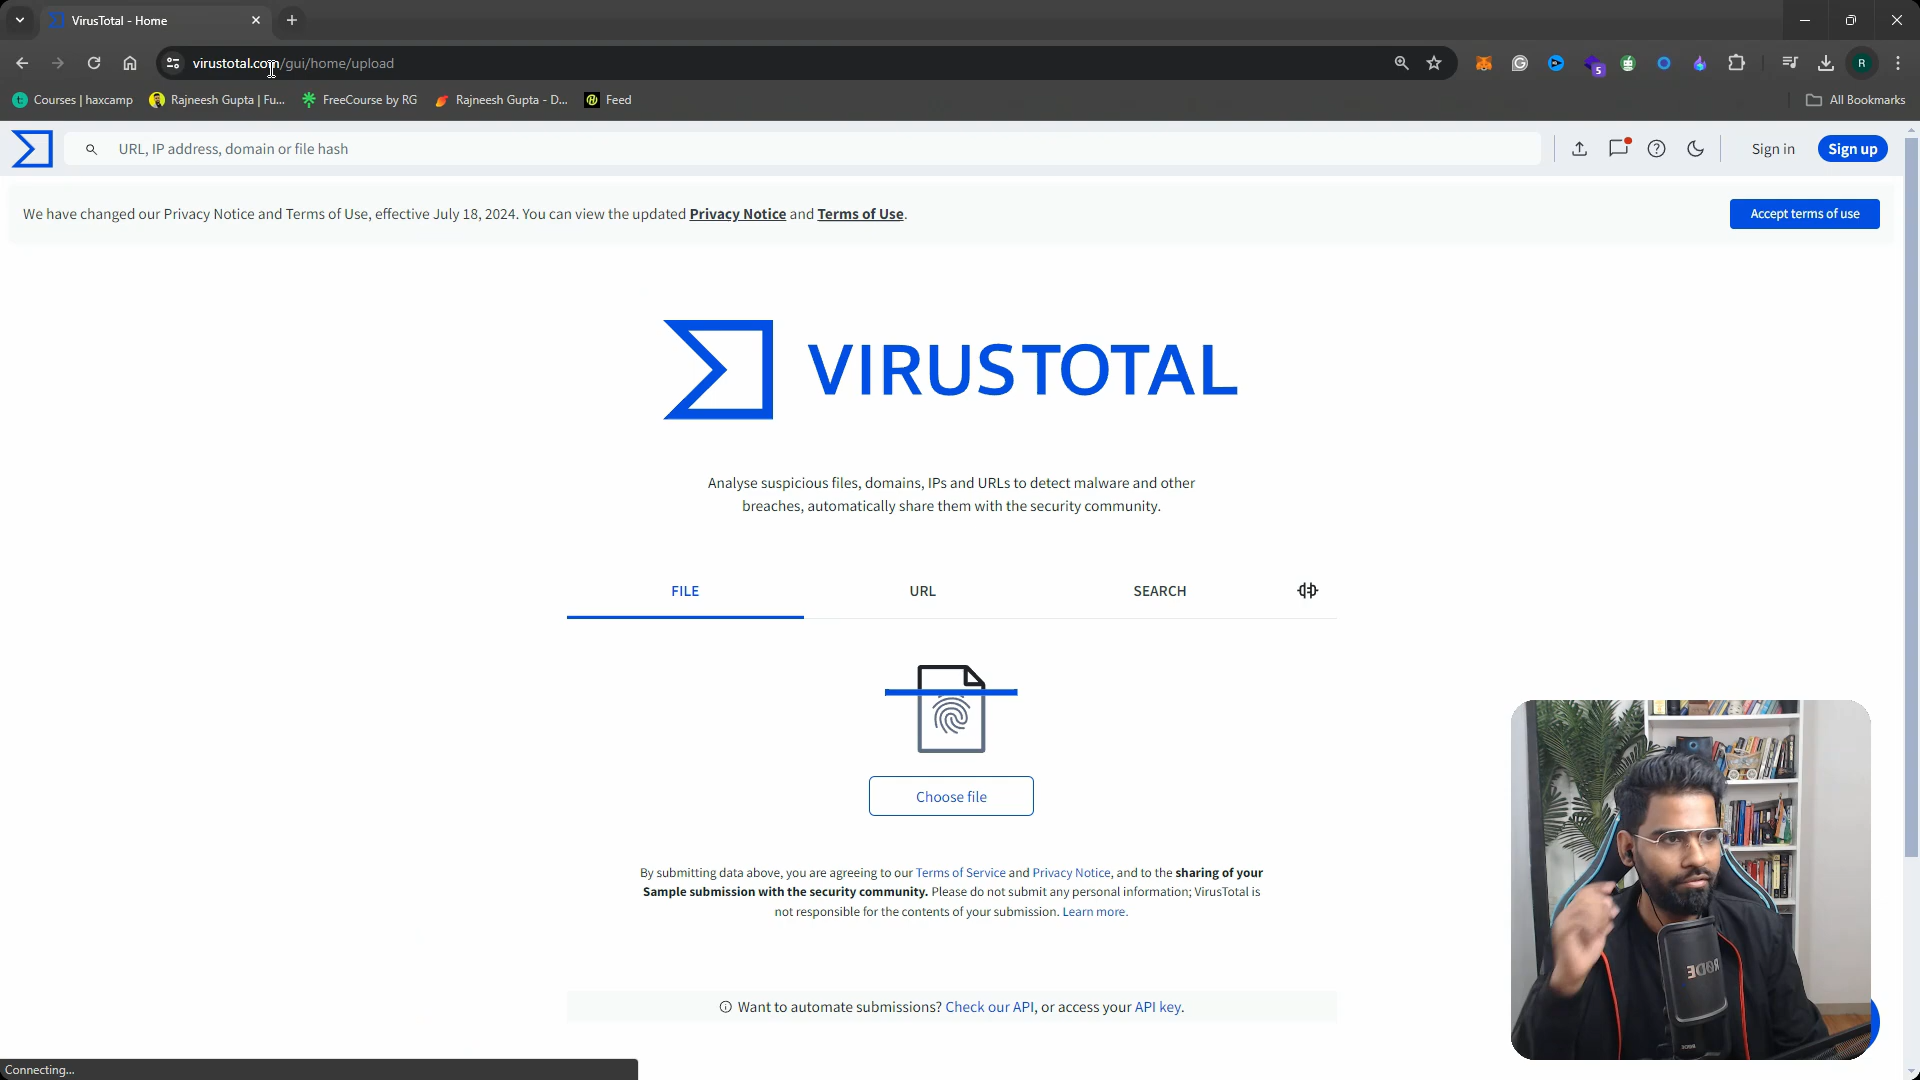 VirusTotal - Home
virustotal.com/gui/home/upload
5
R
Courses | haxcamp
Rajneesh Gupta | Fu...
FreeCourse by RG
Rajneesh Gupta - D...
Feed
All Bookmarks
URL, IP address, domain or file hash
Sign in
Sign up
We have changed our Privacy Notice and Terms of Use, effective July 18, 2024. You can view the updated Privacy Notice and Terms of Use.
Accept terms of use
VIRUSTOTAL
Analyse suspicious files, domains, IPs and URLs to detect malware and other
breaches, automatically share them with the security community.
FILE
URL
SEARCH
Choose file
By submitting data above, you are agreeing to our Terms of Service and Privacy Notice, and to the sharing of your
Sample submission with the security community. Please do not submit any personal information; VirusTotal is
not responsible for the contents of your submission. Learn more.
Want to automate submissions? Check our API, or access your API key.
RODE
Connecting...